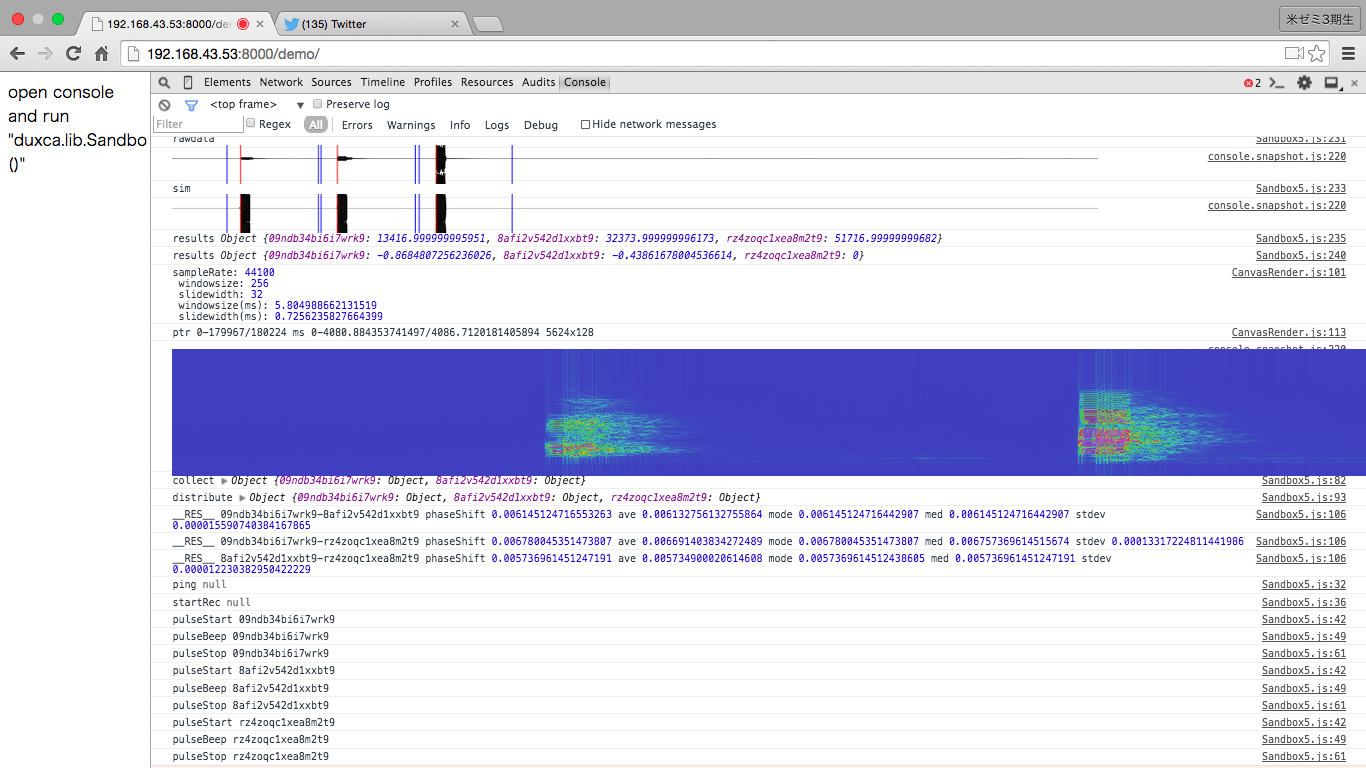 192.168.43.53:8000/de
(135) Twitter
米ゼミ3期生
192.168.43.53:8000/demo/
open console
and run
"duxca.lib.Sandbo
()"
Elements Network Sources Timeline Profiles Resources Audits Console 2
<top frame> Preserve log
Filter Regex All Errors Warnings Info Logs Debug Hide network messages
rawdata Sandbox5.js:231
console.snapshot.js:220
sim Sandbox5.js:233
console.snapshot.js:220
results Object {09ndb34bi6i7wrk9: 13416.999999995951, 8afi2v542d1xxbt9: 32373.999999996173, rz4zoqc1xea8m2t9: 51716.99999999682} Sandbox5.js:235
results Object {09ndb34bi6i7wrk9: -0.8684807256236026, 8afi2v542d1xxbt9: -0.43861678004536614, rz4zoqc1xea8m2t9: 0} Sandbox5.js:240
sampleRate: 44100 CanvasRender.js:101
windowsize: 256
slidewidth: 32
windowsize(ms): 5.804988662131519
slidewidth(ms): 0.7256235827664399
ptr 0-179967/180224 ms 0-4080.884353741497/4086.7120181405894 5624x128 CanvasRender.js:113
console.snapshot.js:220
collect Object {09ndb34bi6i7wrk9: Object, 8afi2v542d1xxbt9: Object} Sandbox5.js:82
distribute Object {09ndb34bi6i7wrk9: Object, 8afi2v542d1xxbt9: Object, rz4zoqc1xea8m2t9: Object} Sandbox5.js:93
__RES__ 09ndb34bi6i7wrk9-8afi2v542d1xxbt9 phaseShift 0.006145124716553263 ave 0.006132756132755864 mode 0.006145124716442907 med 0.006145124716442907 stdev Sandbox5.js:106
0.000015590740384167865
__RES__ 09ndb34bi6i7wrk9-rz4zoqc1xea8m2t9 phaseShift 0.006780045351473807 ave 0.006691403834272489 mode 0.006780045351473807 med 0.006757369614515674 stdev 0.00013317224811441986 Sandbox5.js:106
__RES__ 8afi2v542d1xxbt9-rz4zoqc1xea8m2t9 phaseShift 0.005736961451247191 ave 0.005734900020614608 mode 0.0057369614512438605 med 0.005736961451247191 stdev Sandbox5.js:106
0.000012230382950422229
ping null Sandbox5.js:32
startRec null Sandbox5.js:36
pulseStart 09ndb34bi6i7wrk9 Sandbox5.js:42
pulseBeep 09ndb34bi6i7wrk9 Sandbox5.js:49
pulseStop 09ndb34bi6i7wrk9 Sandbox5.js:61
pulseStart 8afi2v542d1xxbt9 Sandbox5.js:42
pulseBeep 8afi2v542d1xxbt9 Sandbox5.js:49
pulseStop 8afi2v542d1xxbt9 Sandbox5.js:61
pulseStart rz4zoqc1xea8m2t9 Sandbox5.js:42
pulseBeep rz4zoqc1xea8m2t9 Sandbox5.js:49
pulseStop rz4zoqc1xea8m2t9 Sandbox5.js:61